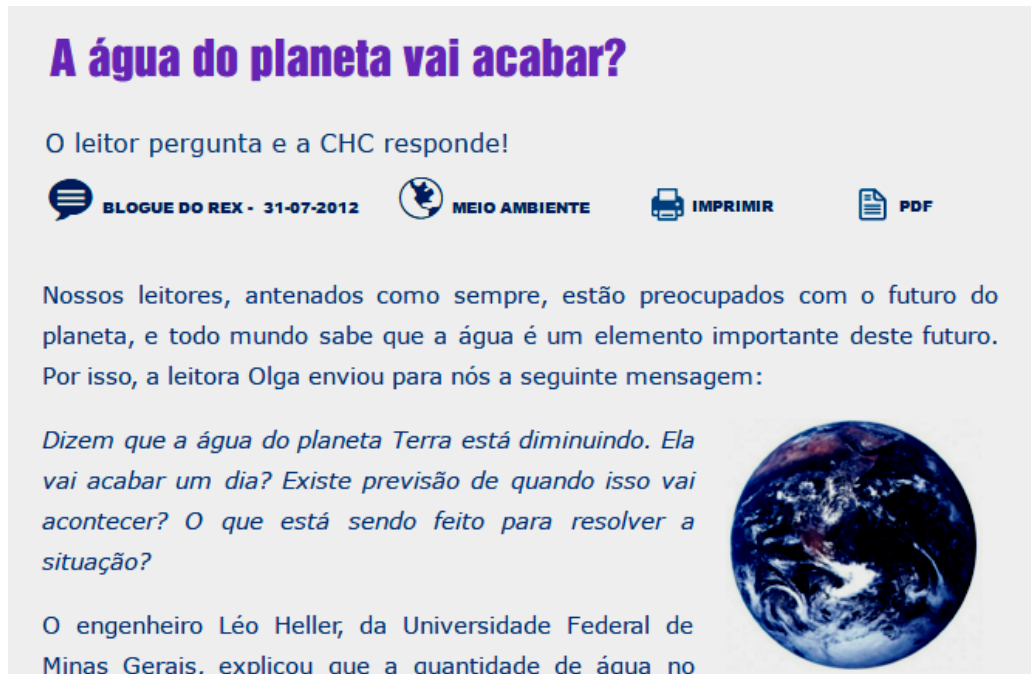 A água do planeta vai acabar?
O leitor pergunta e a CHC responde!
BLOGUE DO REX - 31-07-2012 MEIO AMBIENTE IMPRIMIR PDF
Nossos leitores, antenados como sempre, estão preocupados com o futuro do
planeta, e todo mundo sabe que a água é um elemento importante deste futuro.
Por isso, a leitora Olga enviou para nós a seguinte mensagem:
Dizem que a água do planeta Terra está diminuindo. Ela
vai acabar um dia? Existe previsão de quando isso vai
acontecer? O que está sendo feito para resolver a
situação?
O engenheiro Léo Heller, da Universidade Federal de
Minas Gerais, explicou que a quantidade de água no